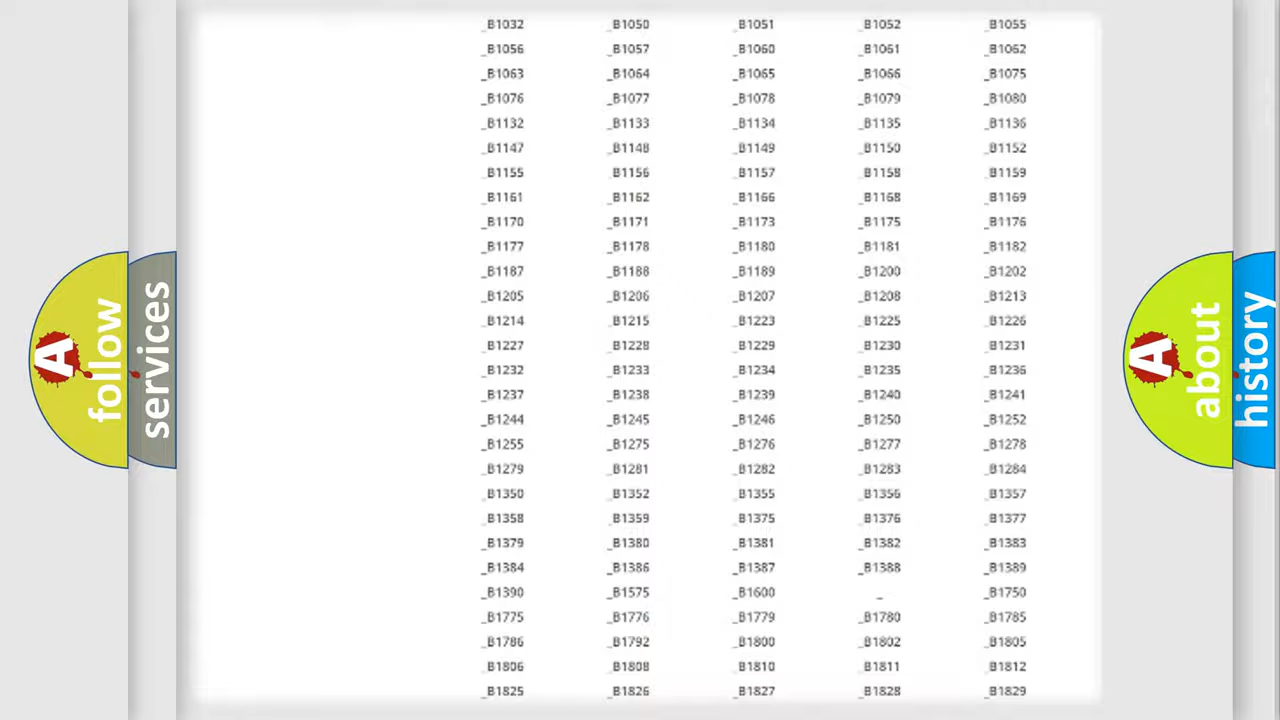 _B1032 _B1050 _B1051 _B1052 _B1055
_B1056 _B1057 _B1060 _B1061 _B1062
_B1063 _B1064 _B1065 _B1066 _B1075
_B1076 _B1077 _B1078 _B1079 _B1080
_B1132 _B1133 _B1134 _B1135 _B1136
_B1147 _B1148 _B1149 _B1150 _B1152
_B1155 _B1156 _B1157 _B1158 _B1159
_B1161 _B1162 _B1166 _B1168 _B1169
_B1170 _B1171 _B1173 _B1175 _B1176
_B1177 _B1178 _B1180 _B1181 _B1182
_B1187 _B1188 _B1189 _B1200 _B1202
_B1205 _B1206 _B1207 _B1208 _B1213
_B1214 _B1215 _B1223 _B1225 _B1226
_B1227 _B1228 _B1229 _B1230 _B1231
_B1232 _B1233 _B1234 _B1235 _B1236
_B1237 _B1238 _B1239 _B1240 _B1241
_B1244 _B1245 _B1246 _B1250 _B1252
_B1255 _B1275 _B1276 _B1277 _B1278
_B1279 _B1281 _B1282 _B1283 _B1284
_B1350 _B1352 _B1355 _B1356 _B1357
_B1358 _B1359 _B1375 _B1376 _B1377
_B1379 _B1380 _B1381 _B1382 _B1383
_B1384 _B1386 _B1387 _B1388 _B1389
_B1390 _B1575 _B1600 _ _B1750
_B1775 _B1776 _B1779 _B1780 _B1785
_B1786 _B1792 _B1800 _B1802 _B1805
_B1806 _B1808 _B1810 _B1811 _B1812
_B1825 _B1826 _B1827 _B1828 _B1829
A
follow
services
A
about
history